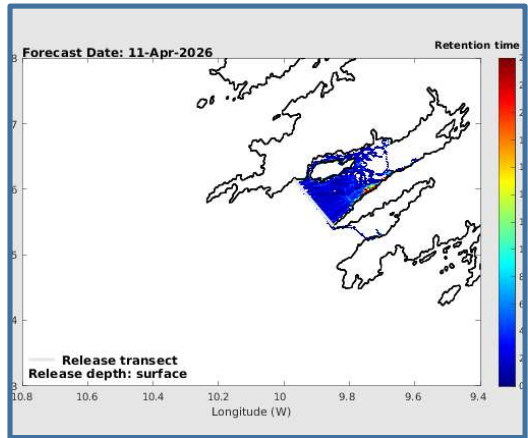 Retention time
Forecast Date: 11-Apr-2026
8
7
6
5
4
3
Release transect
Release depth: surface
10.8 10.6 10.4 10.2 10 9.8 9.6 9.4
Longitude (W)